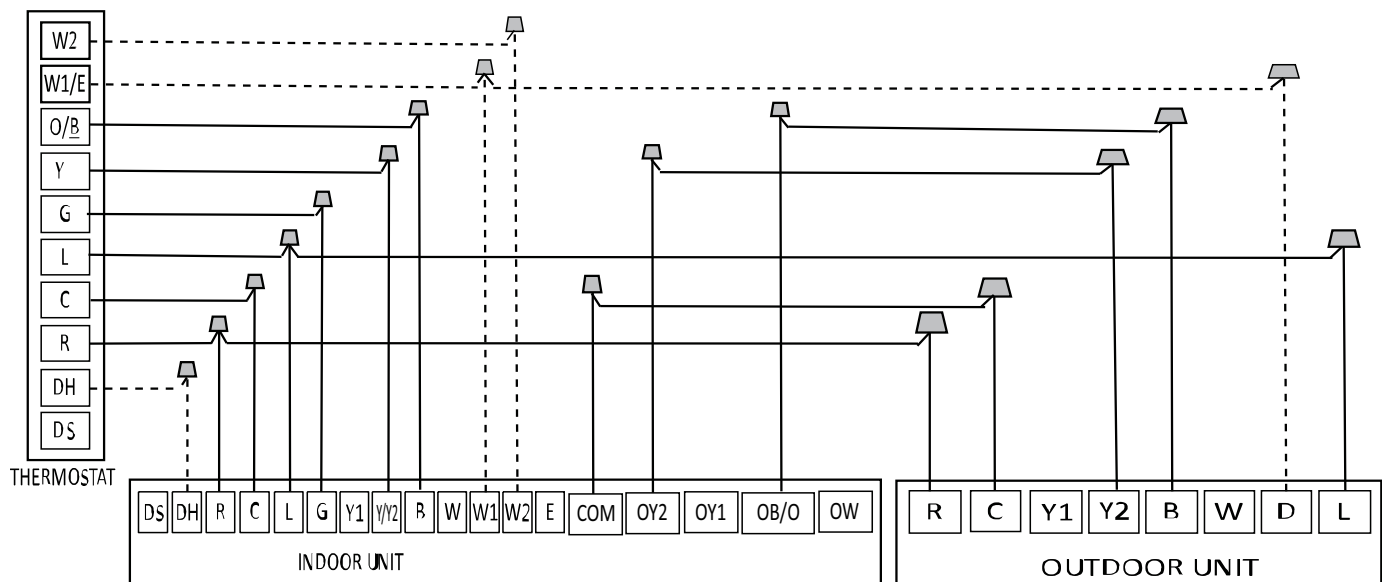 W2
W1/E
O/B
Y
G
L
C
R
DH
DS
THERMOSTAT
DS DH R C L G Y1 Y/Y2 B W W1 W2 E COM OY2 OY1 OB/O OW
INDOOR UNIT
R C Y1 Y2 B W D L
OUTDOOR UNIT